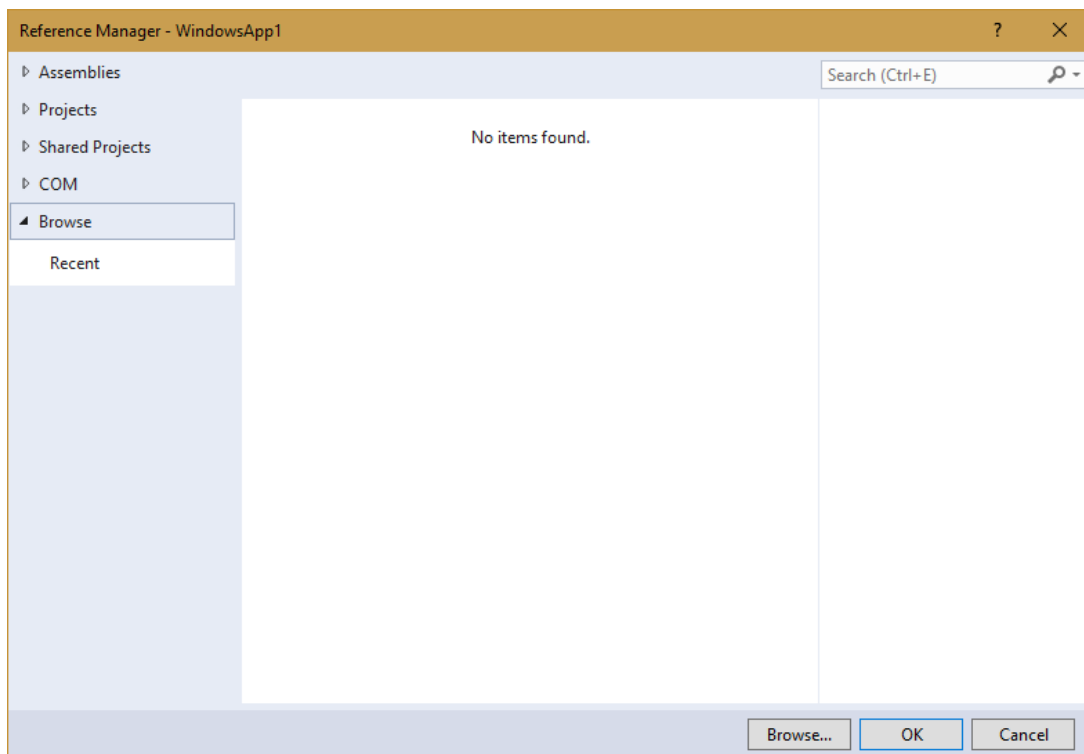 Reference Manager - WindowsApp1 ?
Assemblies
Search (Ctrl+E)
Projects
No items found.
Shared Projects
COM
Browse
Recent
Browse... OK Cancel